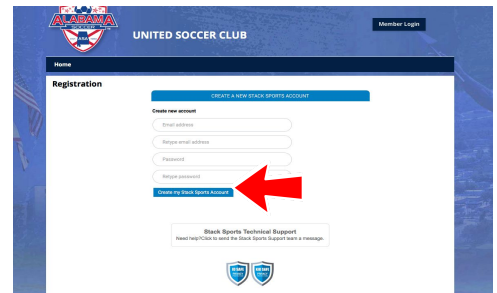 ALABAMA
SOCCER
Member Login
UNITED SOCCER CLUB
Home
Registration
CREATE A NEW STACK SPORTS ACCOUNT
Create new account
Email address
Retype email address
Password
Retype password
Create my Stack Sports Account
Stack Sports Technical Support
Need help?Click to send the Stack Sports Support team a message.